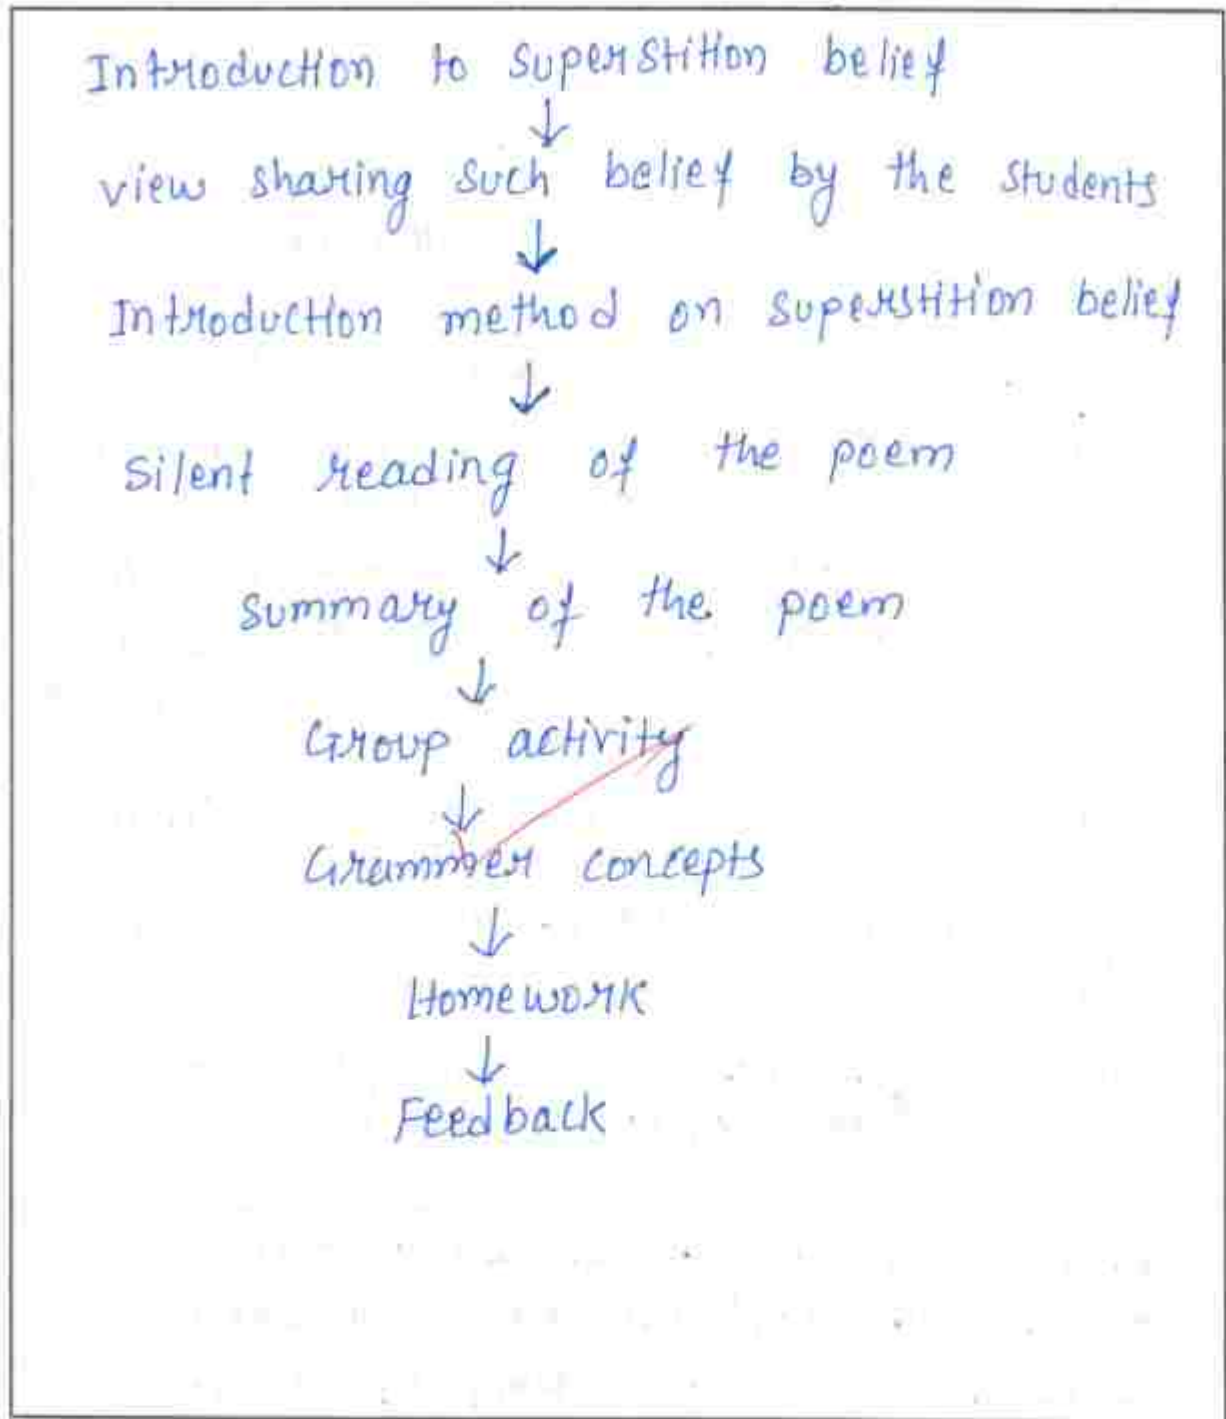 Introduction to superstition belief
↓
view sharing such belief by the students
↓
Introduction method on superstition belief
↓
Silent reading of the poem
↓
summary of the poem
↓
Group activity
↓
Grammer concepts
↓
Homework
↓
Feedback